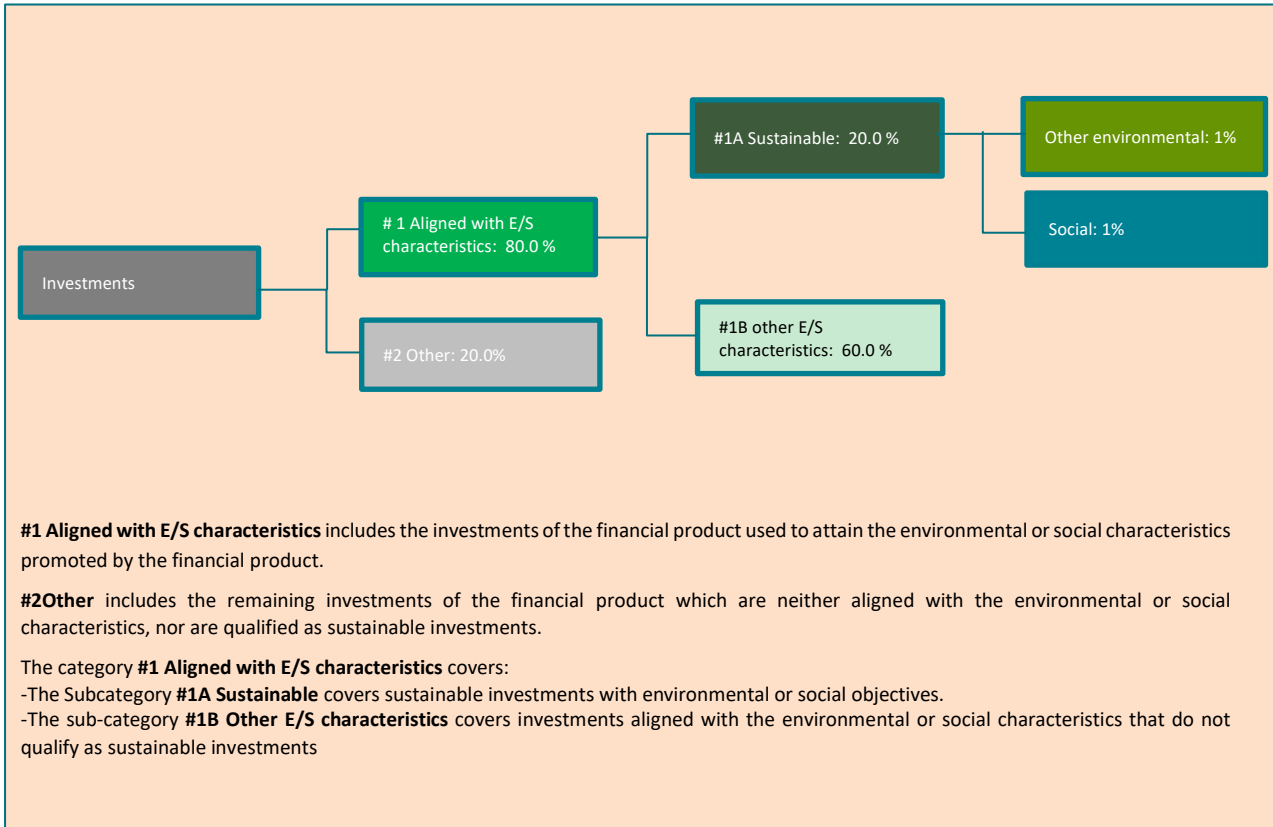 #1A Sustainable: 20.0 %
Other environmental: 1%
# 1 Aligned with E/S
characteristics: 80.0 %
Social: 1%
Investments
#2 Other: 20.0%
#1B other E/S
characteristics: 60.0 %
#1 Aligned with E/S characteristics includes the investments of the financial product used to attain the environmental or social characteristics
promoted by the financial product.
#2Other includes the remaining investments of the financial product which are neither aligned with the environmental or social
characteristics, nor are qualified as sustainable investments.
The category #1 Aligned with E/S characteristics covers:
-The Subcategory #1A Sustainable covers sustainable investments with environmental or social objectives.
-The sub-category #1B Other E/S characteristics covers investments aligned with the environmental or social characteristics that do not
qualify as sustainable investments